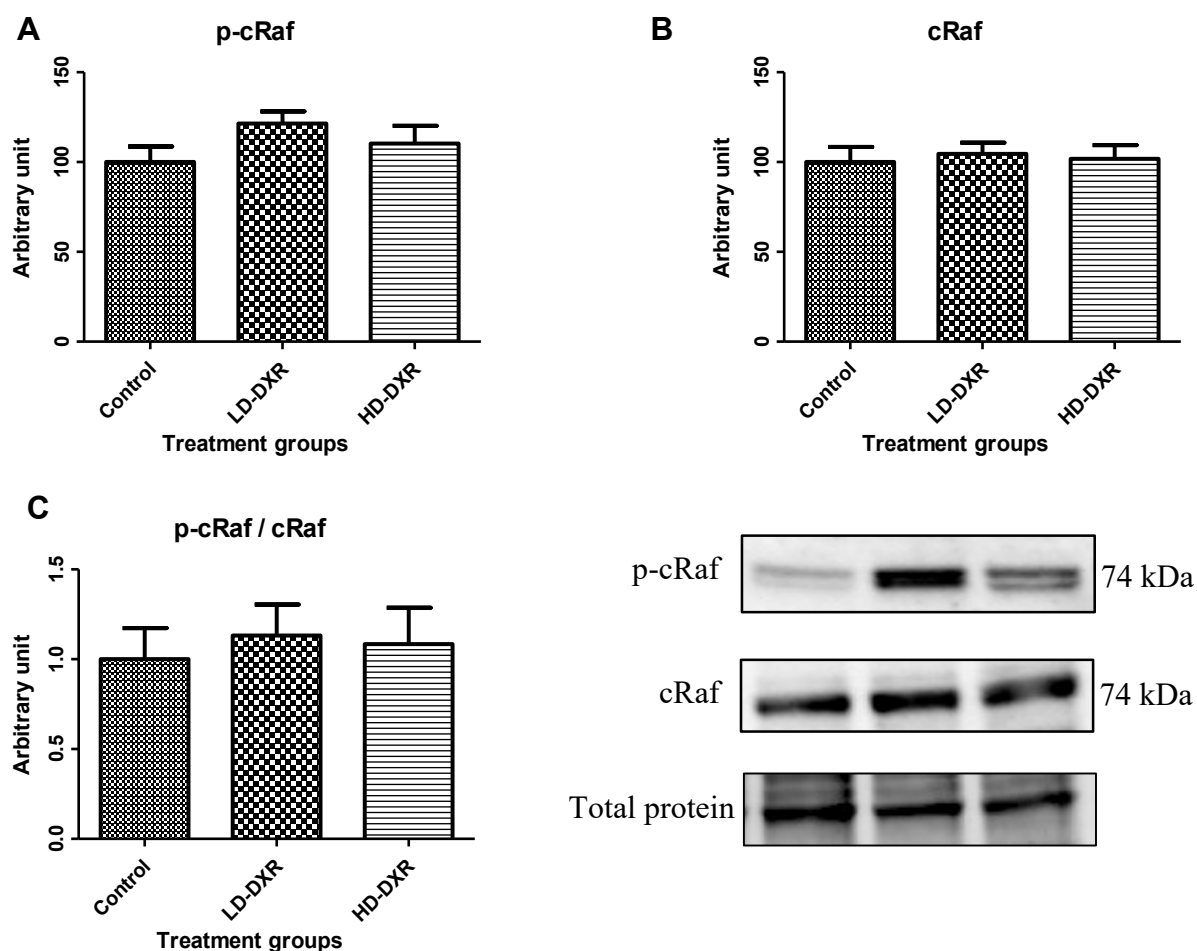 A
p-cRaf
Arbitrary unit
150
100
50
0
Control
LD-DXR
HD-DXR
Treatment groups
B
cRaf
Arbitrary unit
150
100
50
0
Control
LD-DXR
HD-DXR
Treatment groups
C
p-cRaf / cRaf
Arbitrary unit
1.5
1.0
0.5
0.0
Control
LD-DXR
HD-DXR
Treatment groups
p-cRaf 74 kDa
cRaf 74 kDa
Total protein